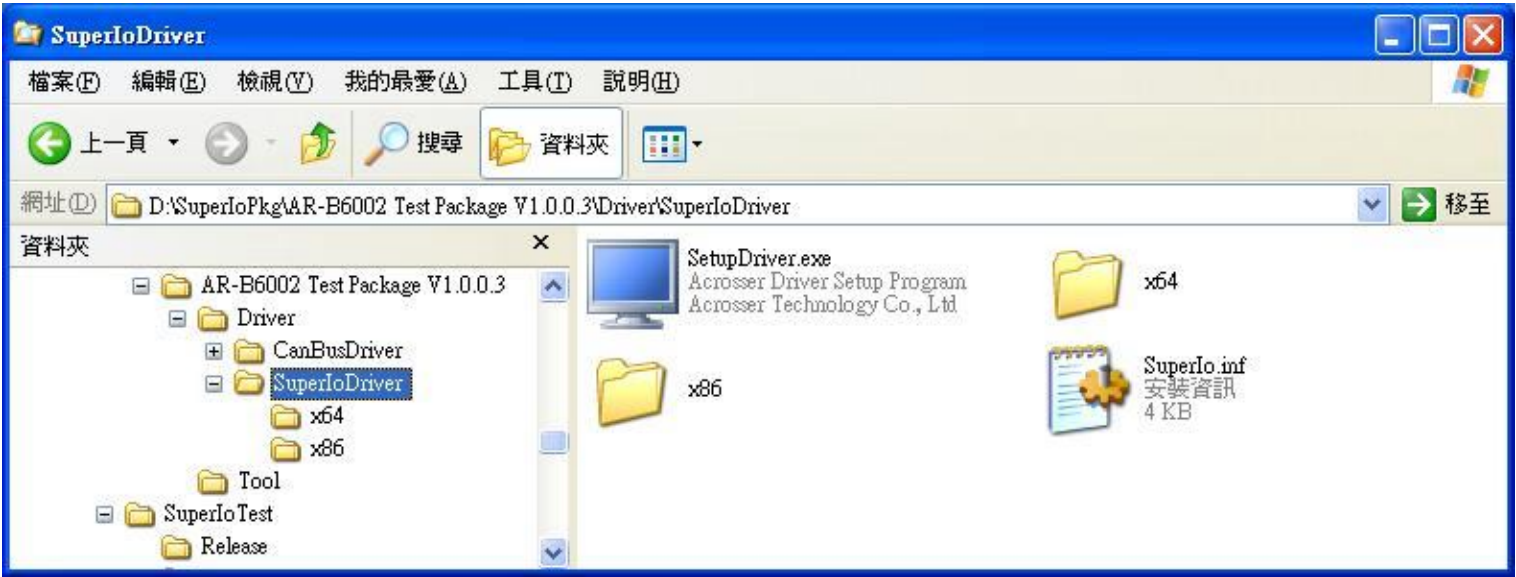 SuperIoDriver
檔案(F) 編輯(E) 檢視(V) 我的最愛(A) 工具(T) 說明(H)
上一頁 搜尋 資料夾
網址(D) D:\SuperIoPkg\AR-B6002 Test Package V1.0.0.3\Driver\SuperIoDriver 移至
資料夾
AR-B6002 Test Package V1.0.0.3
Driver
CanBusDriver
SuperIoDriver
x64
x86
Tool
SuperIoTest
Release
SetupDriver.exe
Acrosser Driver Setup Program
Acrosser Technology Co., Ltd
x64
x86
SuperIo.inf
安裝資訊
4 KB